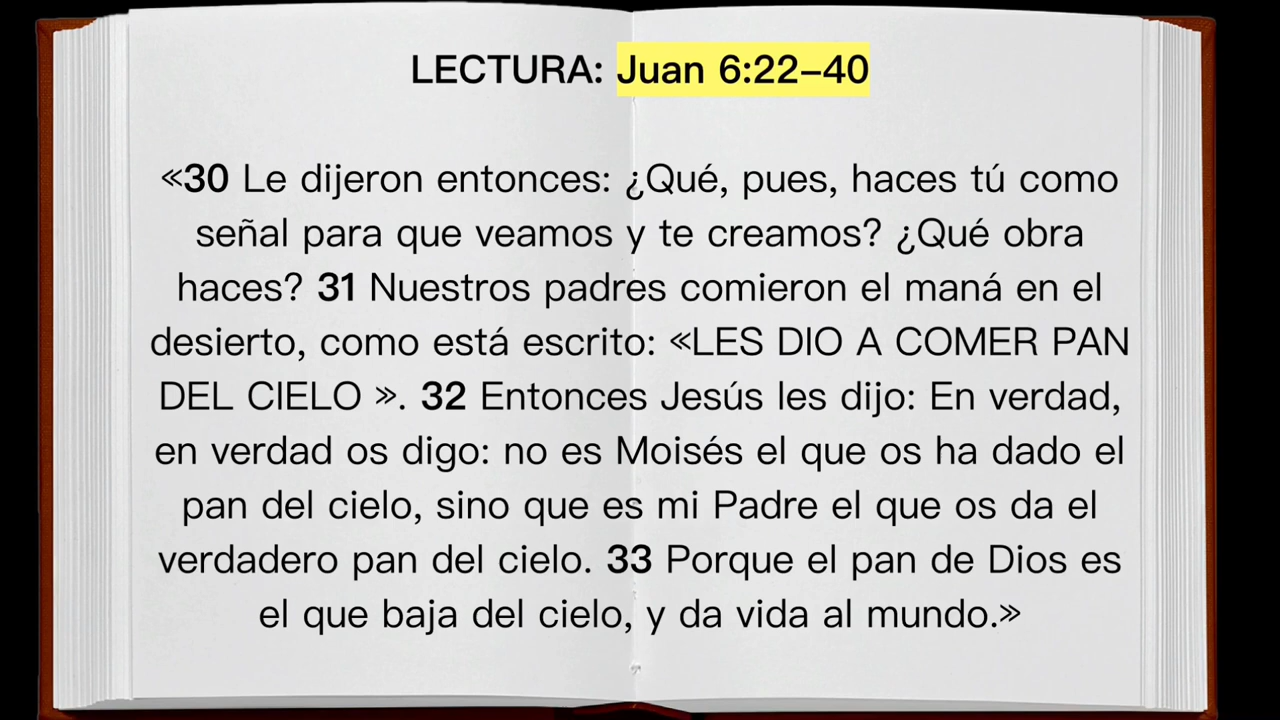 LECTURA: Juan 6:22–40
«30 Le dijeron entonces: ¿Qué, pues, haces tú como
señal para que veamos y te creamos? ¿Qué obra
haces? 31 Nuestros padres comieron el maná en el
desierto, como está escrito: «LES DIO A COMER PAN
DEL CIELO ». 32 Entonces Jesús les dijo: En verdad,
en verdad os digo: no es Moisés el que os ha dado el
pan del cielo, sino que es mi Padre el que os da el
verdadero pan del cielo. 33 Porque el pan de Dios es
el que baja del cielo, y da vida al mundo.»